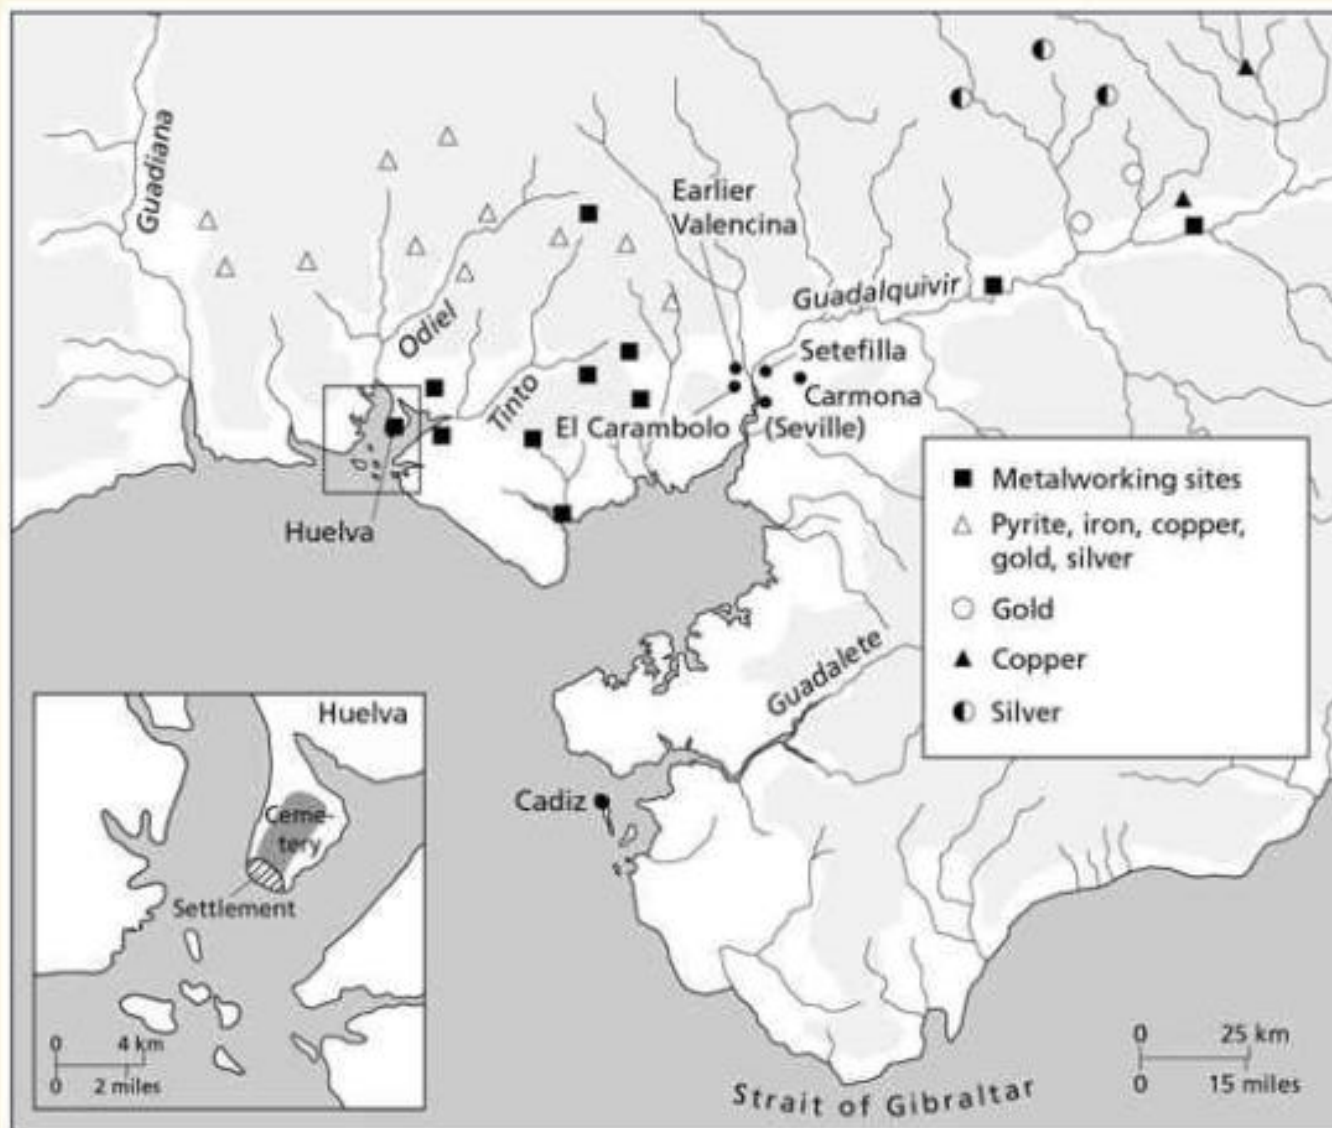 Guadiana
Earlier
Valencina
Guadalquivir
Odiel
Setefilla
Tinto
Carmona
El Carambolo
(Seville)
Huelva
Metalworking sites
Pyrite, iron, copper,
gold, silver
Gold
Copper
Silver
Guadalete
Huelva
Ceme-
tery
Settlement
0 4 km
0 2 miles
Cadiz
0 25 km
0 15 miles
Strait of Gibraltar